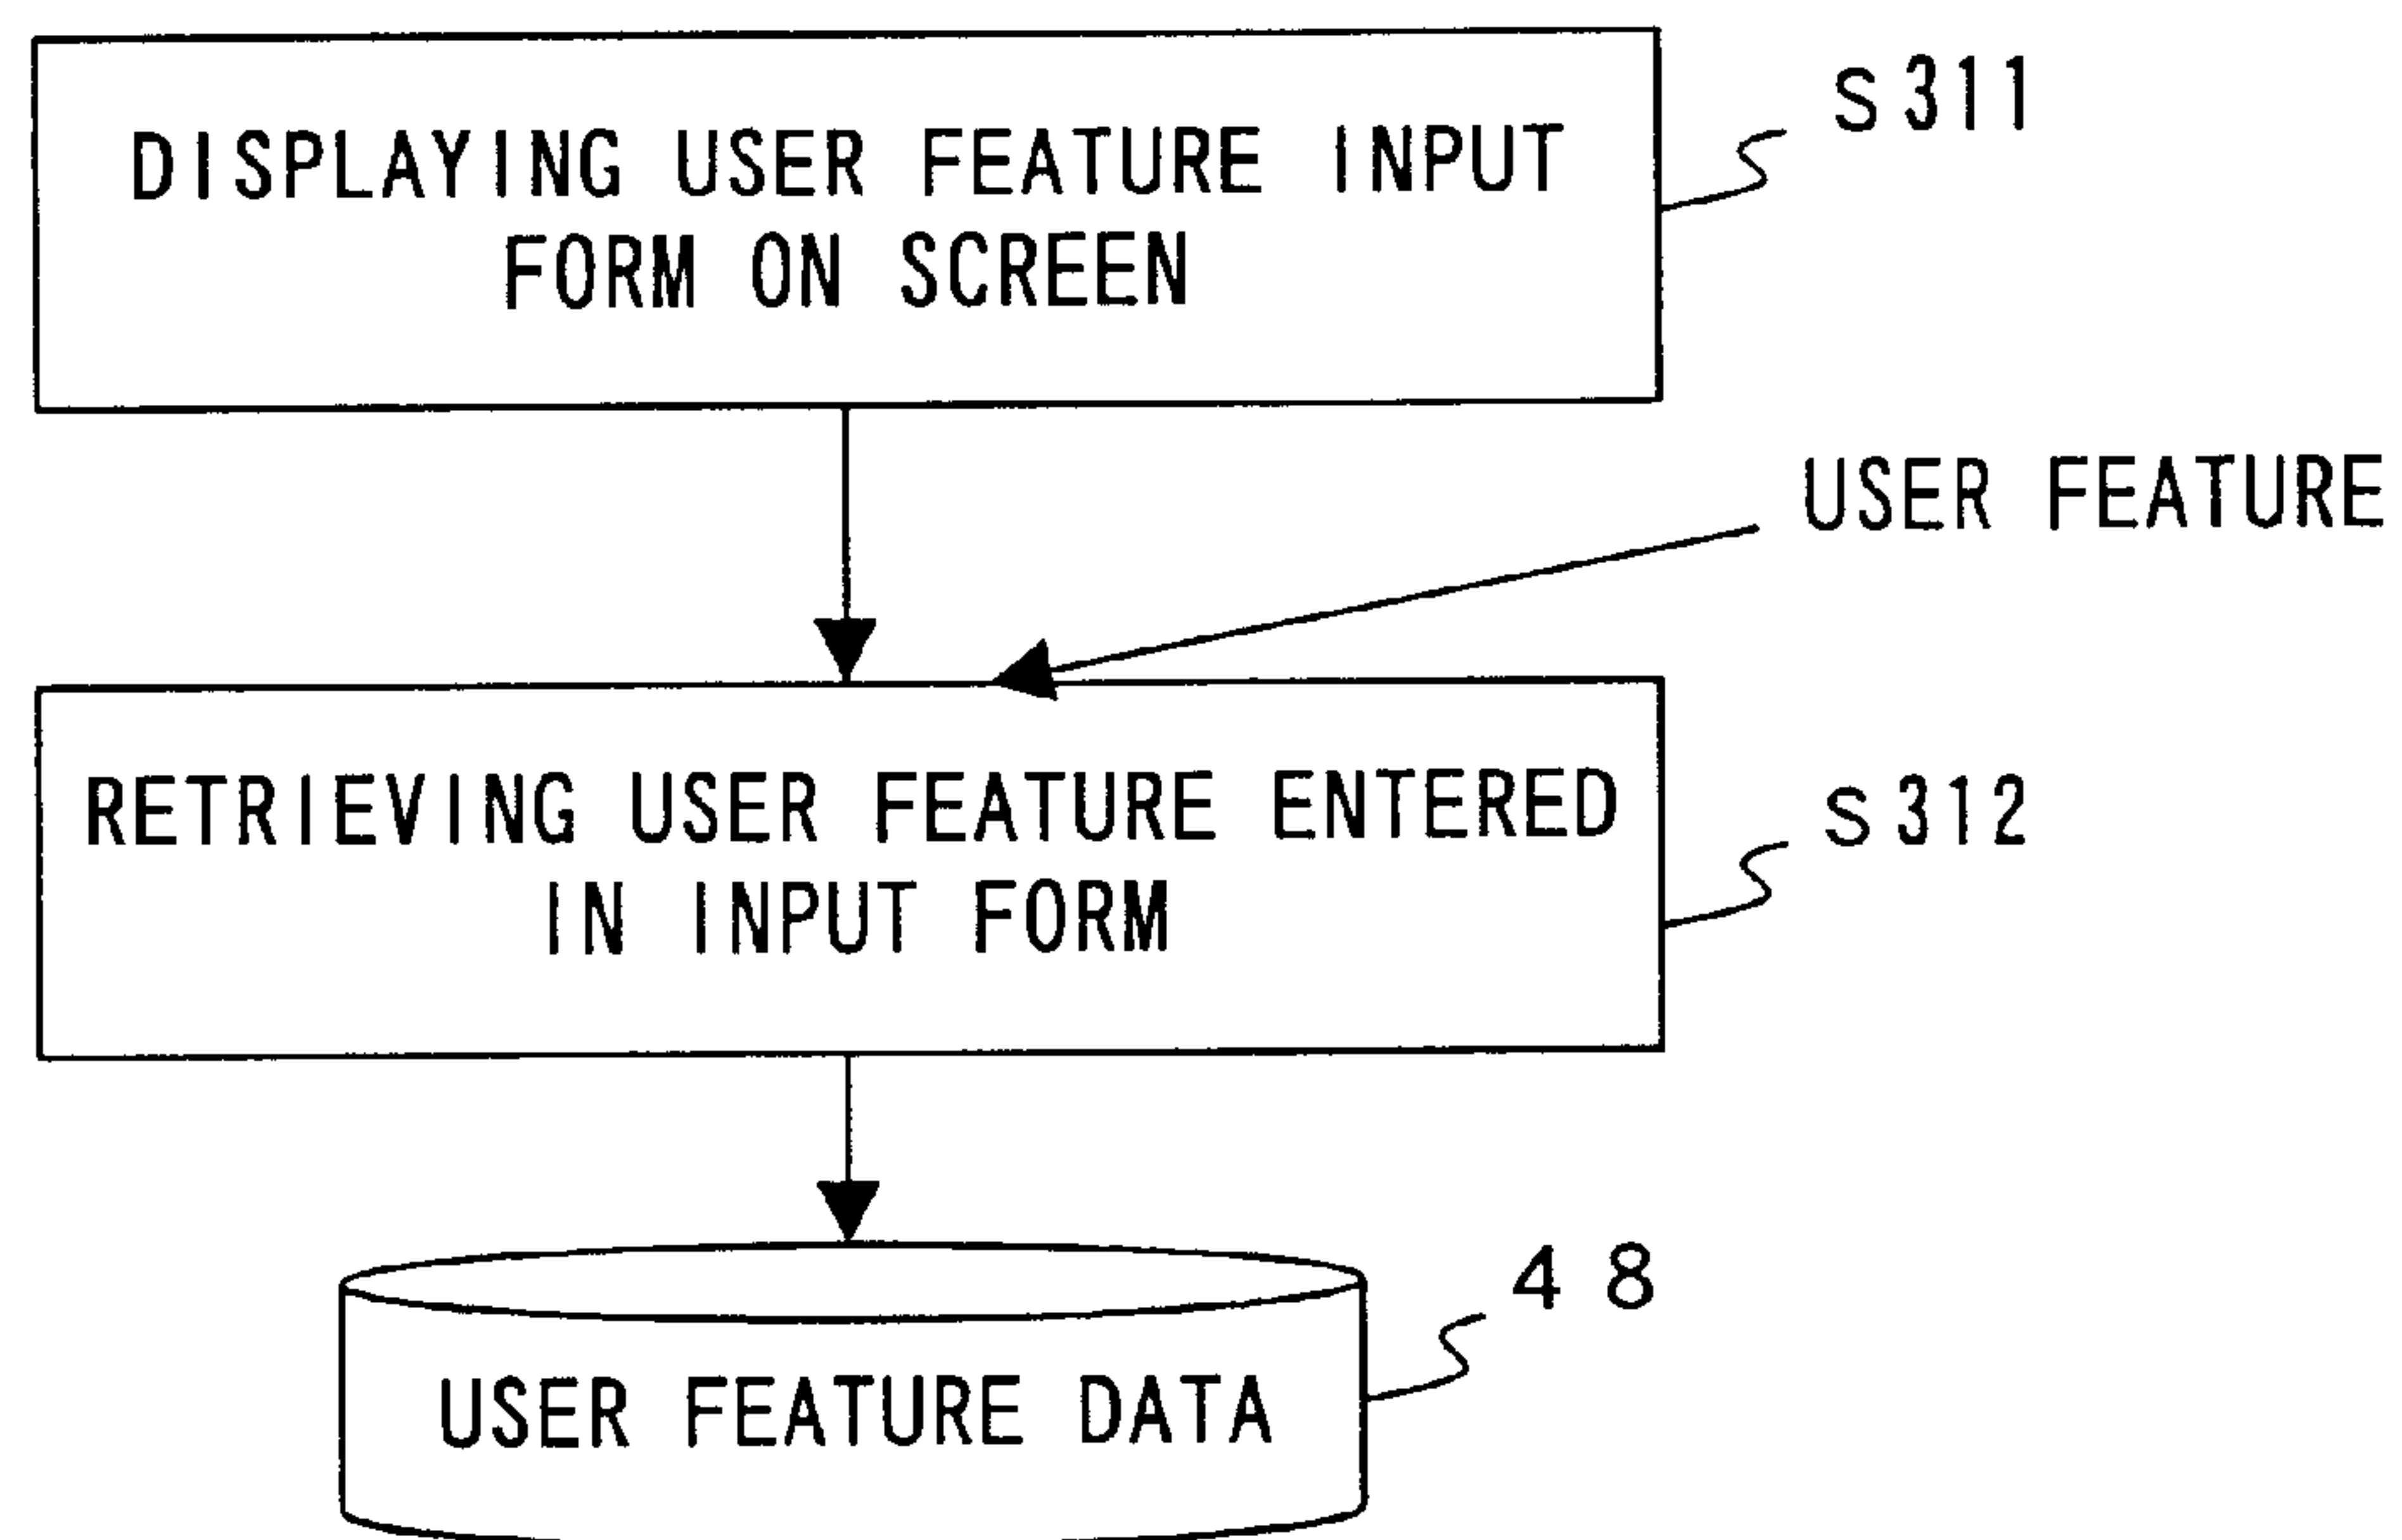 DISPLAYING USER FEATURE INPUT
FORM ON SCREEN
S311
USER FEATURE
RETRIEVING USER FEATURE ENTERED
IN INPUT FORM
S312
48
USER FEATURE DATA